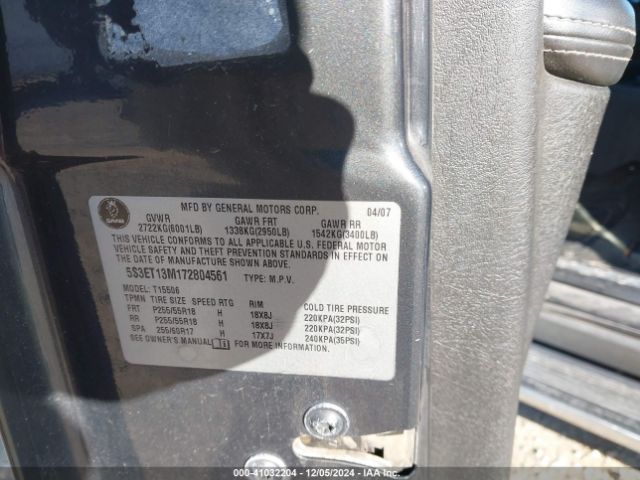 MFD BY GENERAL MOTORS CORP. 04/07
SAAB
GVWR GAWR FRT GAWR RR
2722KG(6001LB) 1338KG(2950LB) 1542KG(3400LB)
THIS VEHICLE CONFORMS TO ALL APPLICABLE U.S. FEDERAL MOTOR
VEHICLE SAFETY AND THEFT PREVENTION STANDARDS IN EFFECT ON
THE DATE OF MANUFACTURE SHOWN ABOVE.
5S3ET13M172804561 TYPE: M.P.V.
MODEL: T15506
TPMN TIRE SIZE SPEED RTG RIM COLD TIRE PRESSURE
FRT P255/55R18 H 18X8J 220KPA(32PSI)
RR P255/55R18 H 18X8J 220KPA(32PSI)
SPA 255/60R17 H 17X7J 240KPA(35PSI)
SEE OWNER'S MANUAL FOR MORE INFORMATION.
000-41032204 12/05/2024 - IAA Inc.